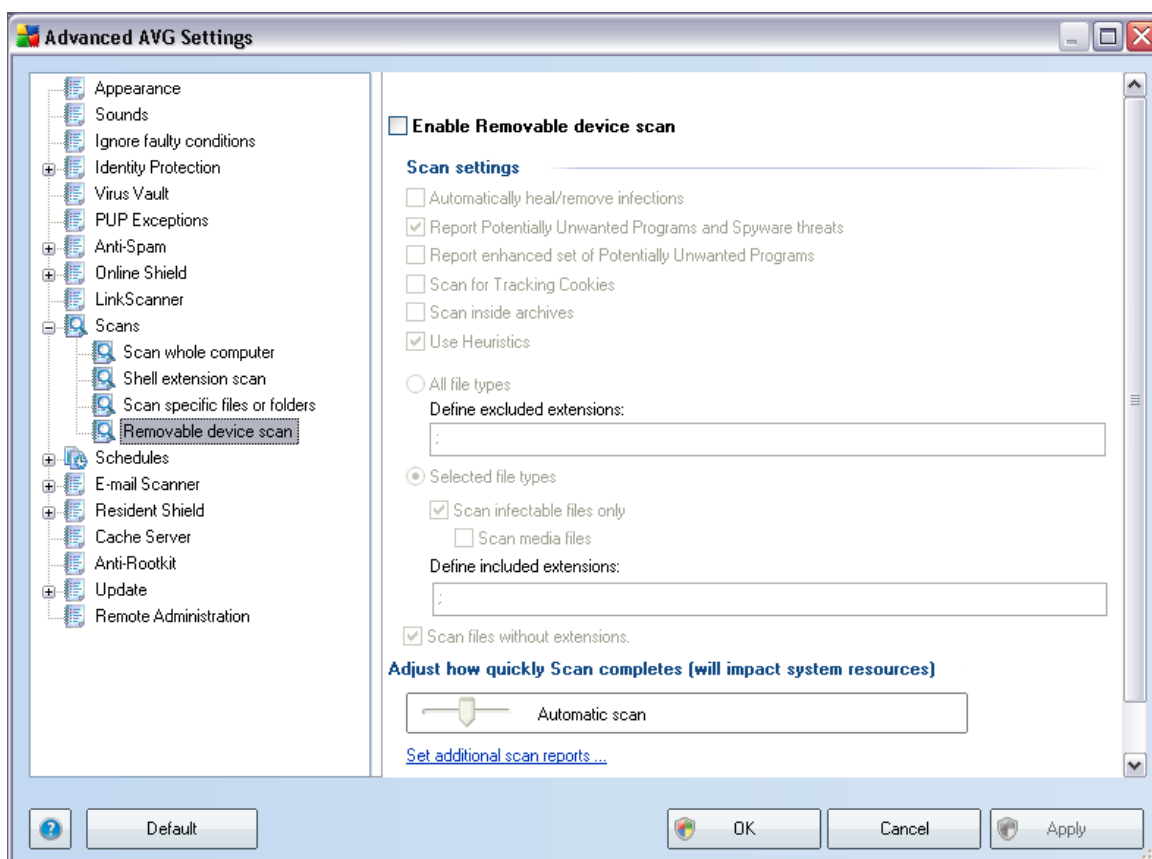 Advanced AVG Settings
Appearance
Sounds
Ignore faulty conditions
Identity Protection
Virus Vault
PUP Exceptions
Anti-Spam
Online Shield
LinkScanner
Scans
Scan whole computer
Shell extension scan
Scan specific files or folders
Removable device scan
Schedules
E-mail Scanner
Resident Shield
Cache Server
Anti-Rootkit
Update
Remote Administration
Enable Removable device scan
Scan settings
Automatically heal/remove infections
Report Potentially Unwanted Programs and Spyware threats
Report enhanced set of Potentially Unwanted Programs
Scan for Tracking Cookies
Scan inside archives
Use Heuristics
All file types
Define excluded extensions:
;
Selected file types
Scan infectable files only
Scan media files
Define included extensions:
;
Scan files without extensions.
Adjust how quickly Scan completes (will impact system resources)
Automatic scan
Set additional scan reports ...
? Default OK Cancel Apply